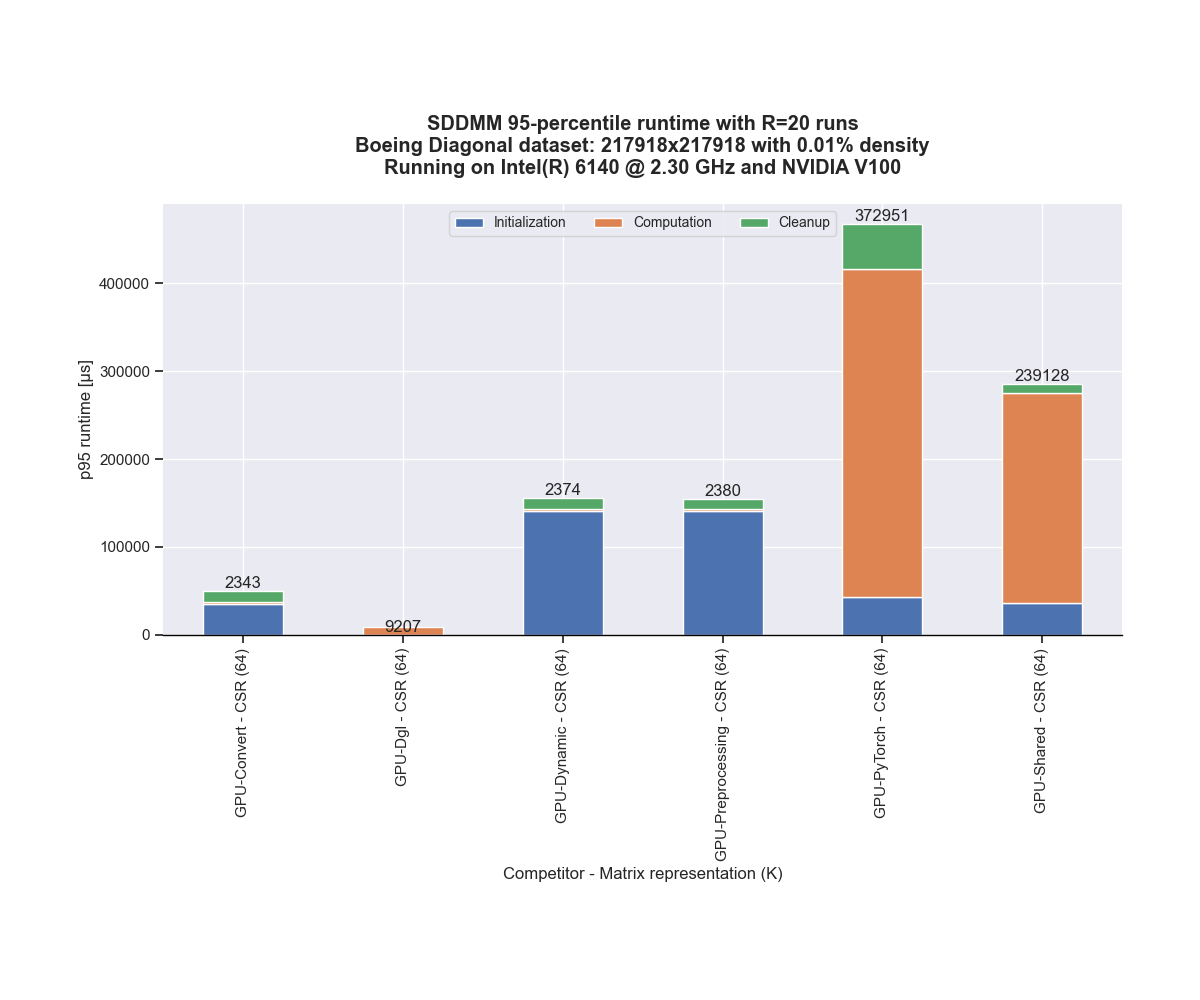 SDDMM 95-percentile runtime with R=20 runs
Boeing Diagonal dataset: 217918x217918 with 0.01% density
Running on Intel(R) 6140 @ 2.30 GHz and NVIDIA V100
Initialization Computation Cleanup
372951
239128
2374
2380
2343
9207
400000
300000
200000
100000
0
p95 runtime [µs]
GPU-Convert - CSR (64)
GPU-Dgl - CSR (64)
GPU-Dynamic - CSR (64)
GPU-Preprocessing - CSR (64)
GPU-PyTorch - CSR (64)
GPU-Shared - CSR (64)
Competitor - Matrix representation (K)